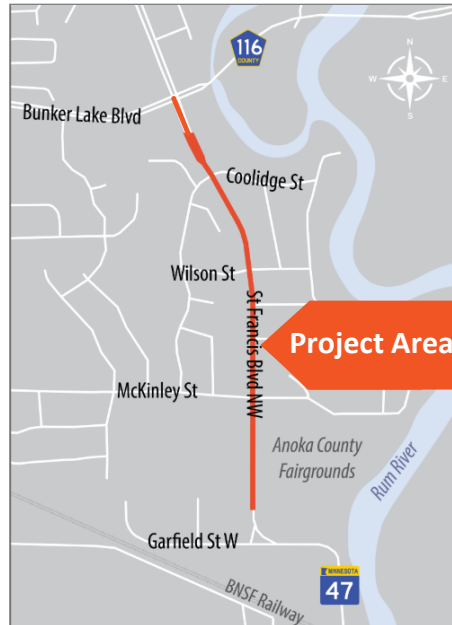 116
COUNTY
N
W E
S
Bunker Lake Blvd
Coolidge St
Wilson St
St Francis Blvd NW
Project Area
McKinley St
Anoka County
Fairgrounds
Rum River
Garfield St W
MINNESOTA
47
BNSF Railway